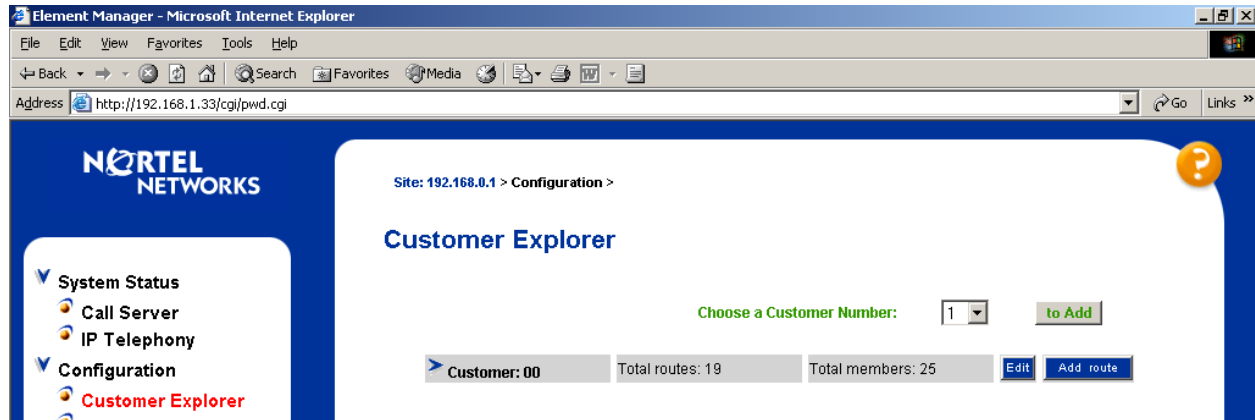 Element Manager - Microsoft Internet Explorer
File Edit View Favorites Tools Help
Back Search Favorites Media
Address http://192.168.1.33/cgi/pwd.cgi Go Links »
NORTEL
NETWORKS
Site: 192.168.0.1 > Configuration >
Customer Explorer
System Status
Call Server
IP Telephony
Configuration
Customer Explorer
Choose a Customer Number: 1 to Add
Customer: 00 Total routes: 19 Total members: 25 Edit Add route